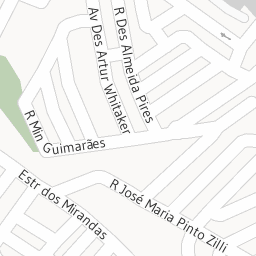 R Des Almeida Pires
Av Des Artur Whitaker
R Min Guimarães
Estr dos Mirandas
R José Maria Pinto Zilli